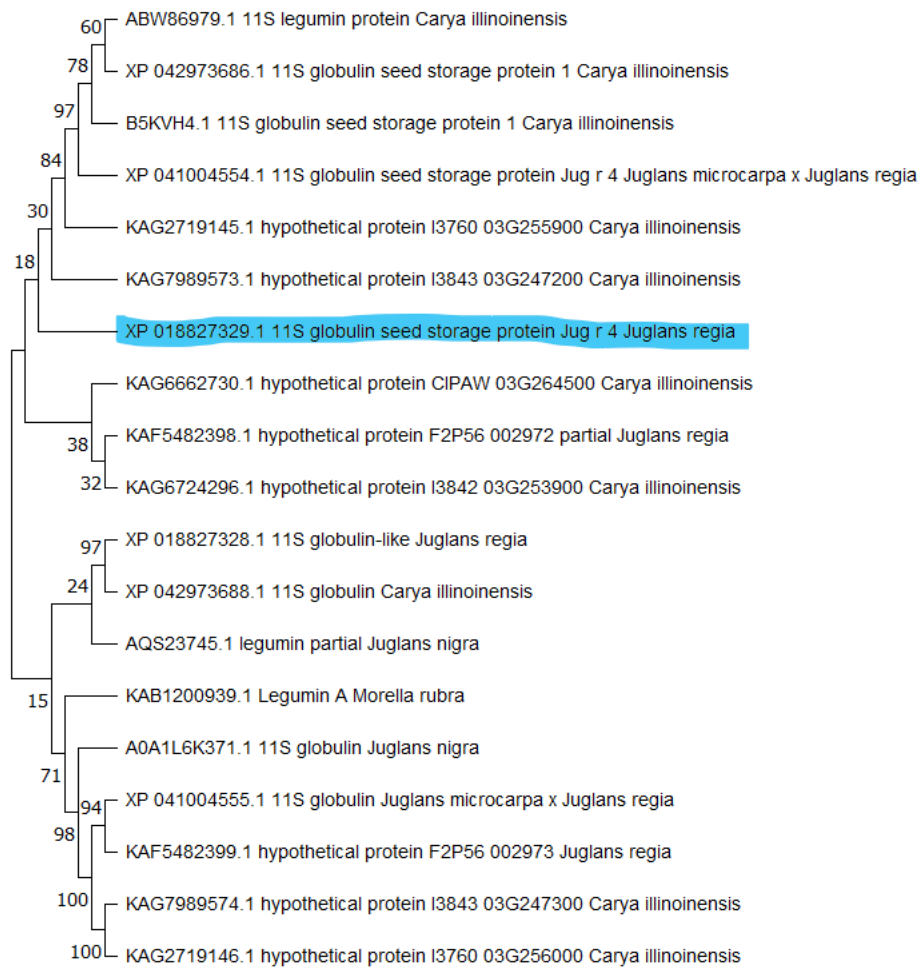 ABW86979.1 11S legumin protein Carya illinoinensis
60
XP 042973686.1 11S globulin seed storage protein 1 Carya illinoinensis
78
B5KVH4.1 11S globulin seed storage protein 1 Carya illinoinensis
97
XP 041004554.1 11S globulin seed storage protein Jug r 4 Juglans microcarpa x Juglans regia
84
KAG2719145.1 hypothetical protein I3760 03G255900 Carya illinoinensis
30
KAG7989573.1 hypothetical protein I3843 03G247200 Carya illinoinensis
18
XP 018827329.1 11S globulin seed storage protein Jug r 4 Juglans regia
KAG6662730.1 hypothetical protein CIPAW 03G264500 Carya illinoinensis
38
KAF5482398.1 hypothetical protein F2P56 002972 partial Juglans regia
32
KAG6724296.1 hypothetical protein I3842 03G253900 Carya illinoinensis
XP 018827328.1 11S globulin-like Juglans regia
97
XP 042973688.1 11S globulin Carya illinoinensis
24
AQS23745.1 legumin partial Juglans nigra
15
KAB1200939.1 Legumin A Morella rubra
71
A0A1L6K371.1 11S globulin Juglans nigra
94
XP 041004555.1 11S globulin Juglans microcarpa x Juglans regia
98
KAF5482399.1 hypothetical protein F2P56 002973 Juglans regia
100
KAG7989574.1 hypothetical protein I3843 03G247300 Carya illinoinensis
100
KAG2719146.1 hypothetical protein I3760 03G256000 Carya illinoinensis